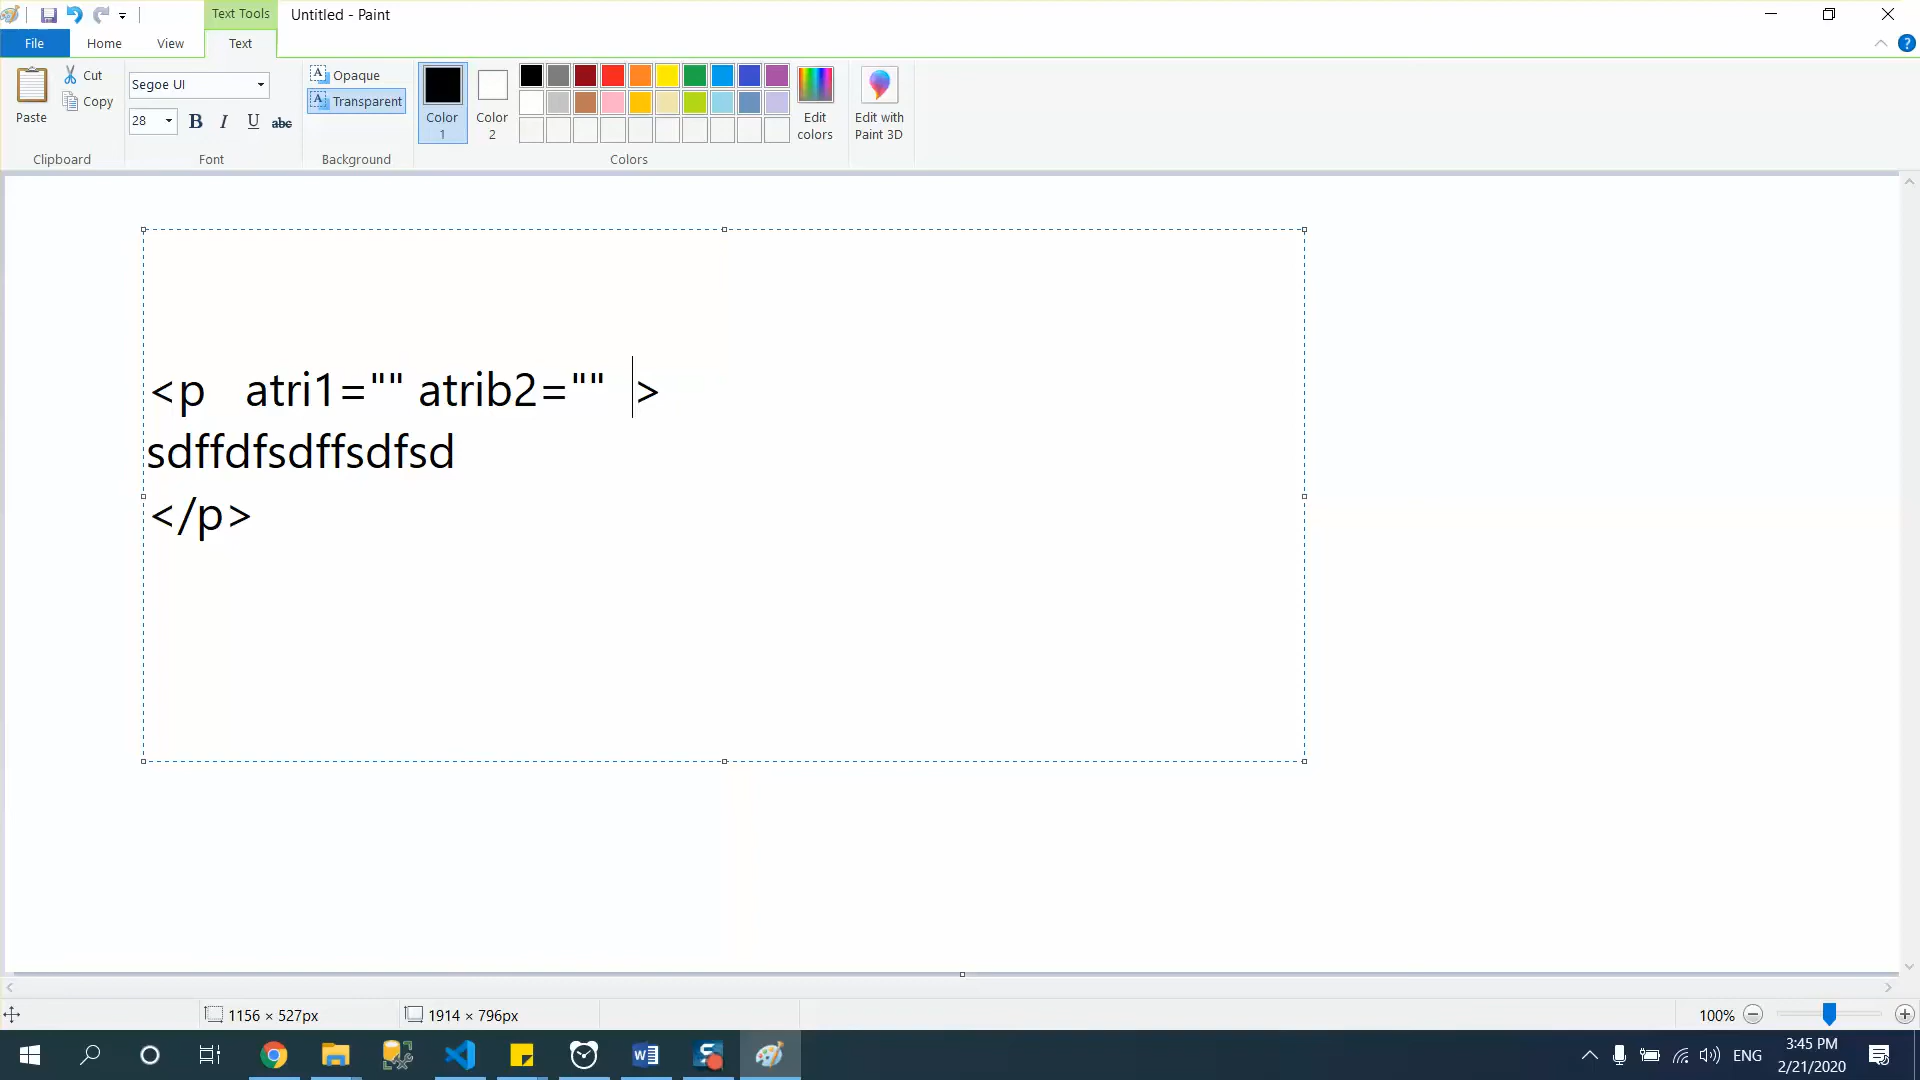 Text Tools
Untitled - Paint
File
Home
View
Text
Paste
Cut
Copy
Clipboard
Segoe UI
28
B
I
U
abc
Font
Opaque
Transparent
Background
Color
1
Color
2
Edit
colors
Colors
Edit with
Paint 3D
<p   atri1="" atrib2=""  >
sdffdfsdffsdfsd
</p>
1156 × 527px
1914 × 796px
100%
ENG
3:45 PM
2/21/2020